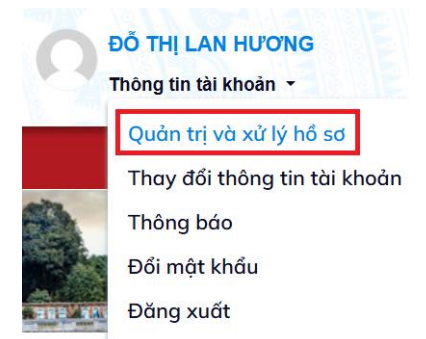 ĐỖ THỊ LAN HƯƠNG
Thông tin tài khoản
Quản trị và xử lý hồ sơ
Thay đổi thông tin tài khoản
Thông báo
Đổi mật khẩu
Đăng xuất